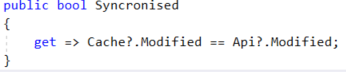 public bool Syncronised
{
get => Cache?.Modified == Api?.Modified;
}